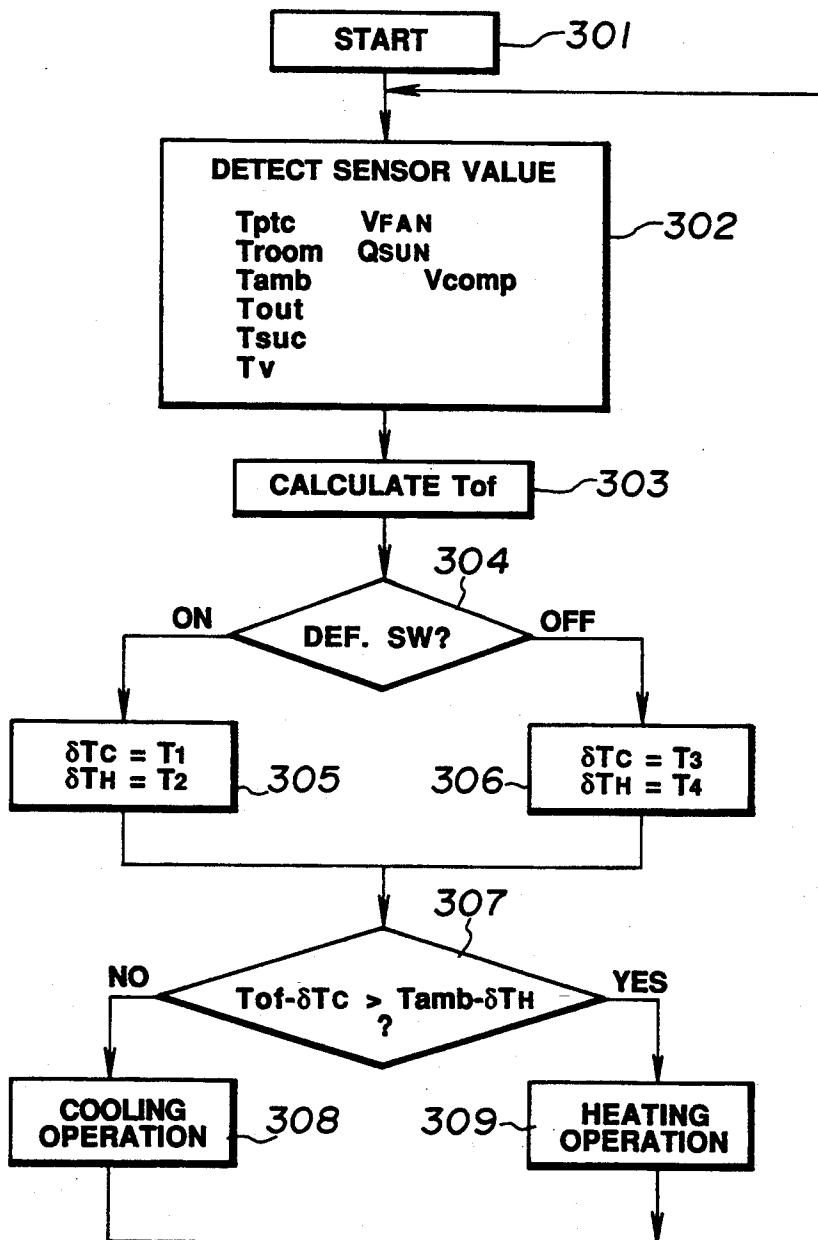 START
301
DETECT SENSOR VALUE
Tptc VFAN
Troom QSUN
Tamb Vcomp
Tout
Tsuc
Tv
302
CALCULATE Tof
303
304
ON
DEF. SW?
OFF
δTC = T1
δTH = T2
305
306
δTC = T3
δTH = T4
307
NO
Tof-δTC > Tamb-δTH
?
YES
COOLING
OPERATION
308
309
HEATING
OPERATION